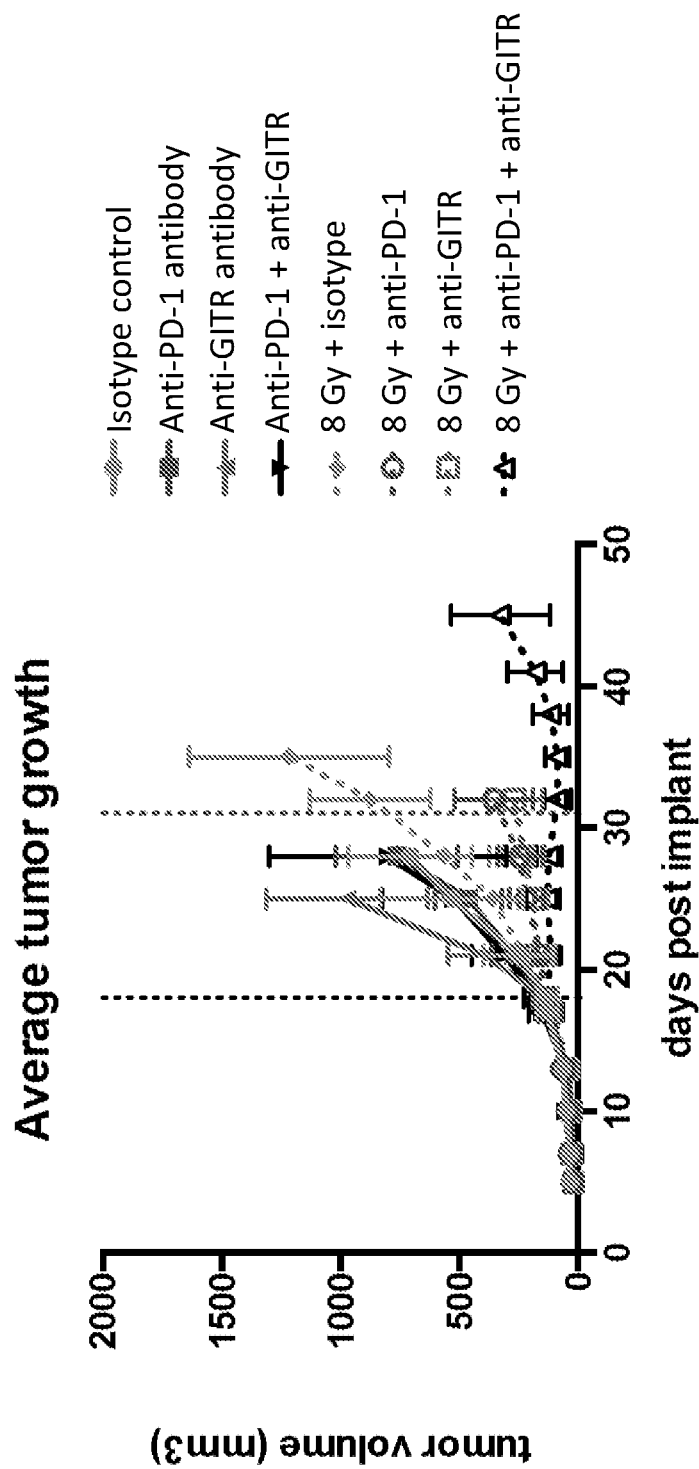 Average tumor growth
tumor volume (mm3)
2000
1500
1000
500
0
0
10
20
30
40
50
days post implant
Isotype control
Anti-PD-1 antibody
Anti-GITR antibody
Anti-PD-1 + anti-GITR
8 Gy + isotype
8 Gy + anti-PD-1
8 Gy + anti-GITR
8 Gy + anti-PD-1 + anti-GITR